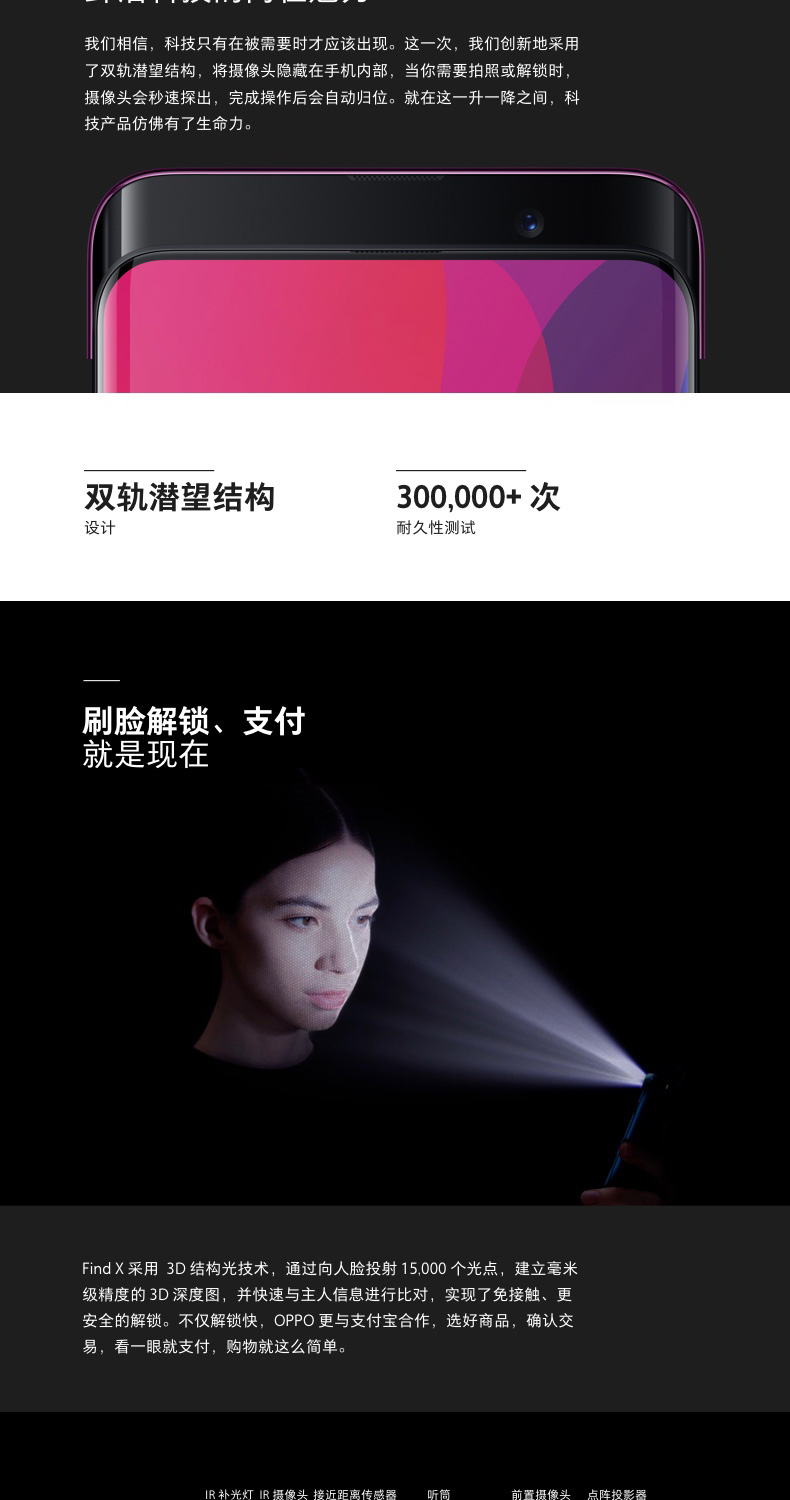 我们相信，科技只有在被需要时才应该出现。这一次，我们创新地采用
了双轨潜望结构，将摄像头隐藏在手机内部，当你需要拍照或解锁时，
摄像头会秒速探出，完成操作后会自动归位。就在这一升一降之间，科
技产品仿佛有了生命力。
双轨潜望结构
设计
300,000+ 次
耐久性测试
刷脸解锁、支付
就是现在
Find X 采用 3D 结构光技术，通过向人脸投射 15,000 个光点，建立毫米
级精度的 3D 深度图，并快速与主人信息进行比对，实现了免接触、更
安全的解锁。不仅解锁快，OPPO 更与支付宝合作，选好商品，确认交
易，看一眼就支付，购物就这么简单。
IR 补光灯 IR 摄像头 接近距离传感器 听筒 前置摄像头 点阵投影器